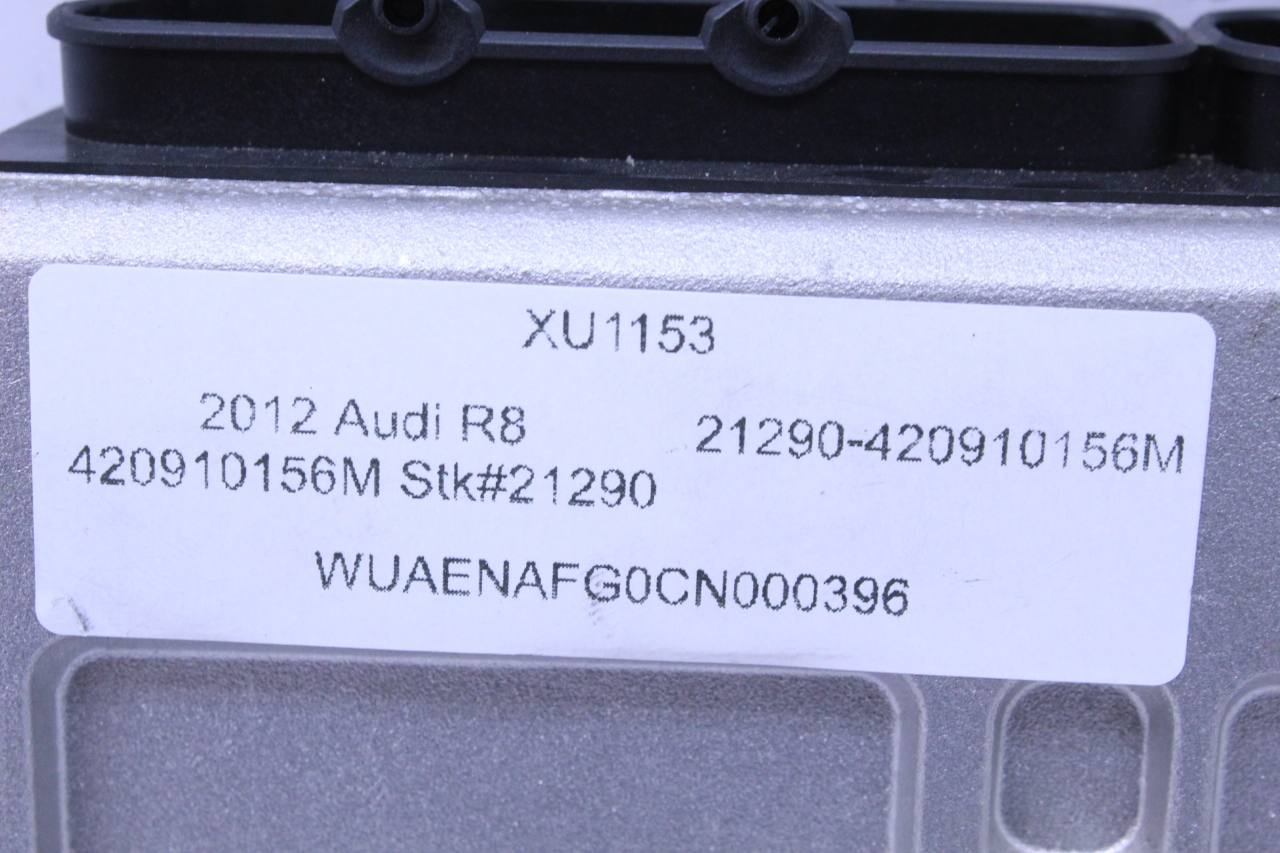 XU1153
2012 Audi R8
21290-420910156M
420910156M Stk#21290
WUAENAFG0CN000396